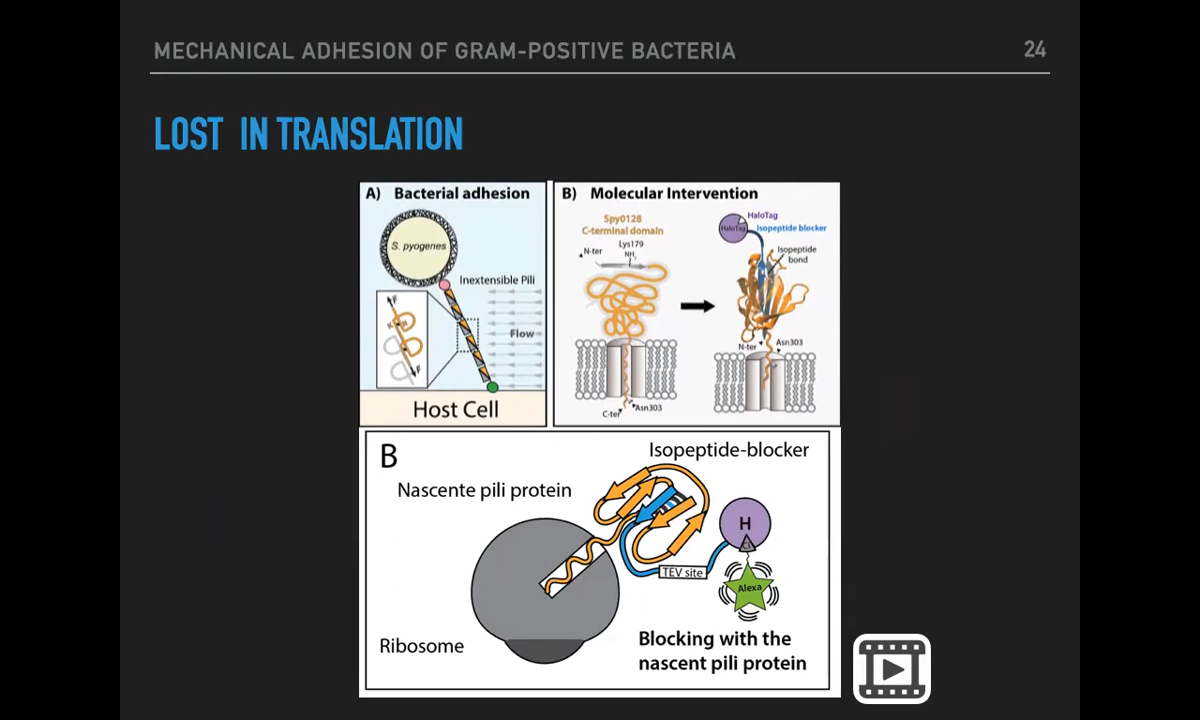 MECHANICAL ADHESION OF GRAM-POSITIVE BACTERIA
24
LOST IN TRANSLATION
A) Bacterial adhesion
S. pyogenes
Inextensible Pili
F
K
N
Flow
F
Host Cell
B) Molecular Intervention
Spy0128
C-terminal domain
Lys179
N-ter
NH2
C-ter
Asn303
HaloTag
HaloTag
Isopeptide blocker
Isopeptide
bond
N-ter
Asn303
B
Isopeptide-blocker
Nascente pili protein
H
Cl
TEV site
Alexa
Ribosome
Blocking with the
nascent pili protein